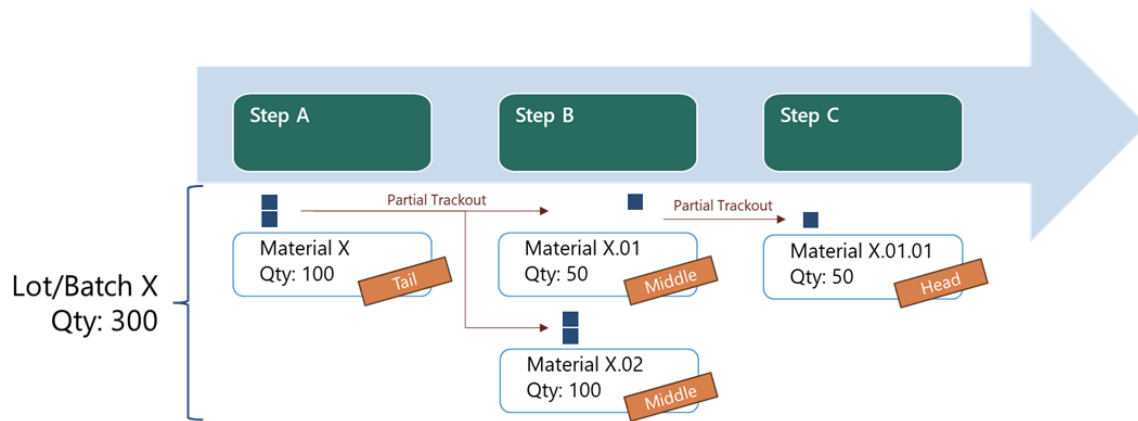 Step A
Step B
Step C
Partial Trackout
Partial Trackout
Lot/Batch X
Qty: 300
Material X
Qty: 100
Tail
Material X.01
Qty: 50
Middle
Material X.01.01
Qty: 50
Head
Material X.02
Qty: 100
Middle